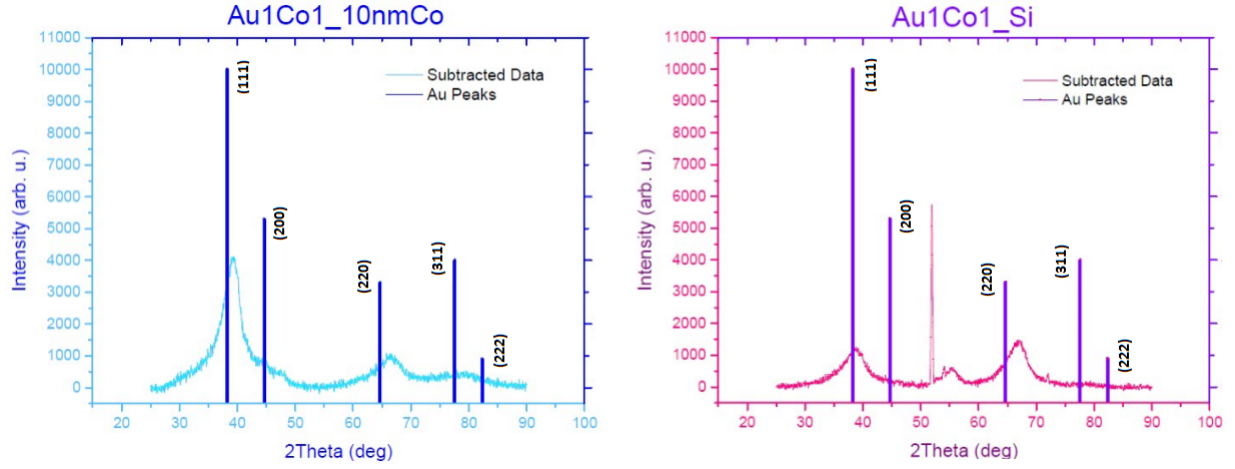 Au1Co1_10nmCo
11000
10000
9000
8000
7000
6000
5000
4000
3000
2000
1000
0
Intensity (arb. u.)
(111)
(200)
(220)
(311)
(222)
Subtracted Data
Au Peaks
20 30 40 50 60 70 80 90 100
2Theta (deg)
Au1Co1_Si
11000
10000
9000
8000
7000
6000
5000
4000
3000
2000
1000
0
Intensity (arb. u.)
(111)
(200)
(220)
(311)
(222)
Subtracted Data
Au Peaks
20 30 40 50 60 70 80 90 100
2Theta (deg)